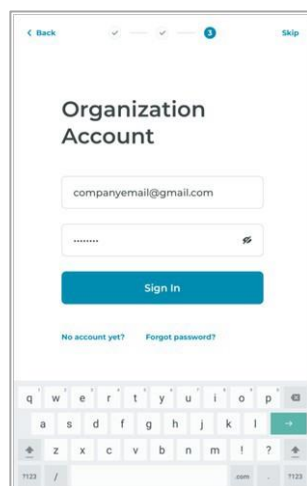 Back 3 Skip
Organization
Account
companyemail@gmail.com
••••••••
Sign In
No account yet? Forgot password?
q w e r t y u i o p
a s d f g h j k l
z x c v b n m ! ?
?123 / .com . ?123